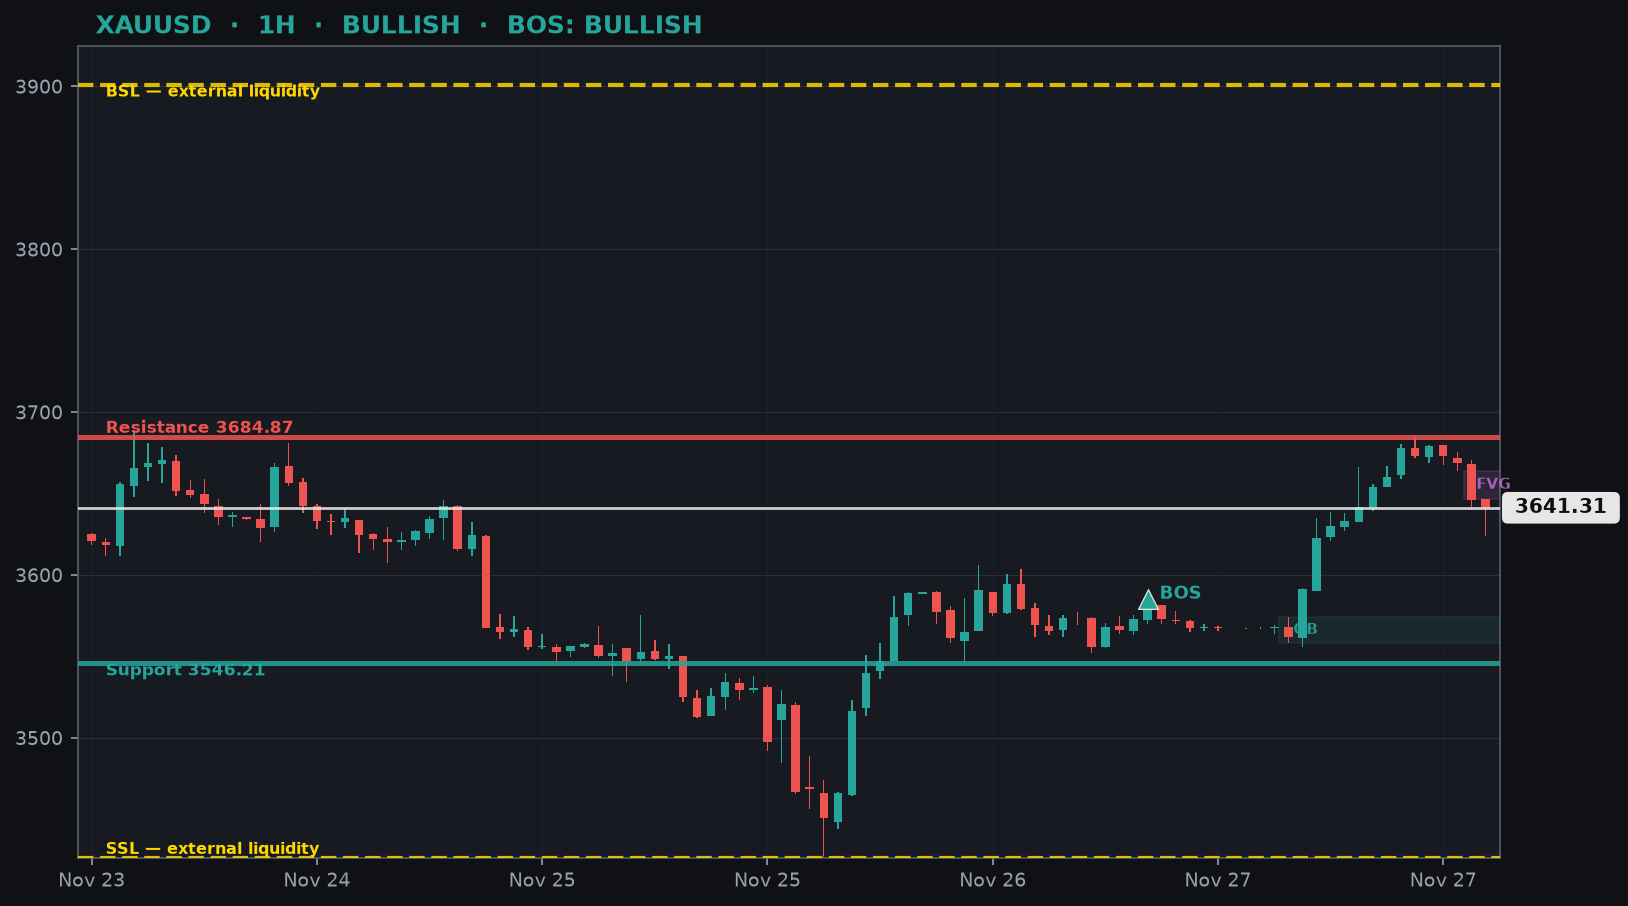 XAUUSD · 1H · BULLISH · BOS: BULLISH
3900
BSL — external liquidity
3800
3700
Resistance 3684.87
FVG
3641.31
3600
BOS
OB
Support 3546.21
3500
SSL — external liquidity
Nov 23 Nov 24 Nov 25 Nov 25 Nov 26 Nov 27 Nov 27